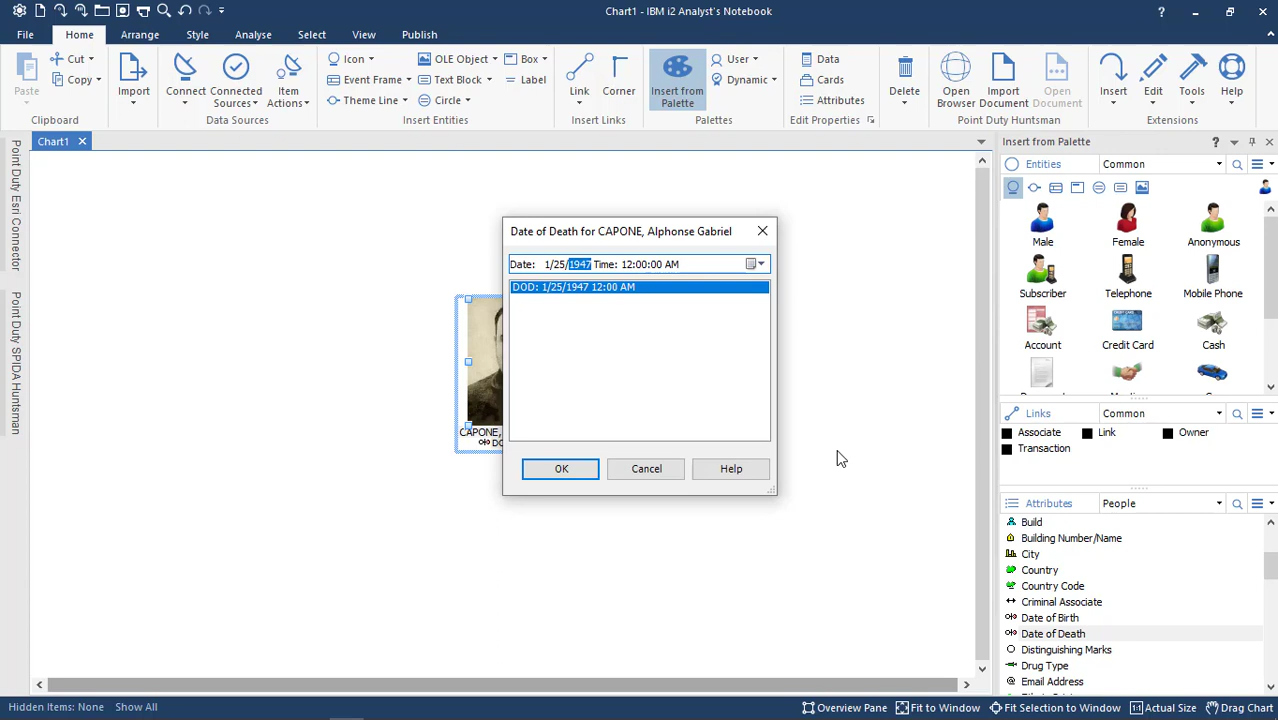 Chart1 - IBM i2 Analyst's Notebook
File Home Arrange Style Analyse Select View Publish
Paste
Cut
Copy
Clipboard
Import
Connect
Connected Sources
Item Actions
Data Sources
Icon
Event Frame
Theme Line
OLE Object
Text Block
Circle
Box
Label
Insert Entities
Link
Corner
Insert Links
Insert from Palette
User
Dynamic
Palettes
Data
Cards
Attributes
Edit Properties
Delete
Open Browser
Import Document
Open Document
Point Duty Huntsman
Insert
Edit
Tools
Help
Extensions
Chart1
Point Duty Esri Connector
Point Duty SPIDA Huntsman
CAPONE,
Date of Death for CAPONE, Alphonse Gabriel
Date: 1/25/1947 Time: 12:00:00 AM
DOD: 1/25/1947 12:00 AM
OK Cancel Help
Insert from Palette
Entities Common
Male Female Anonymous
Subscriber Telephone Mobile Phone
Account Credit Card Cash
Links Common
Associate Link Owner
Transaction
Attributes People
Build
Building Number/Name
City
Country
Country Code
Criminal Associate
Date of Birth
Date of Death
Distinguishing Marks
Drug Type
Email Address
Hidden Items: None Show All
Overview Pane Fit to Window Fit Selection to Window Actual Size Drag Chart